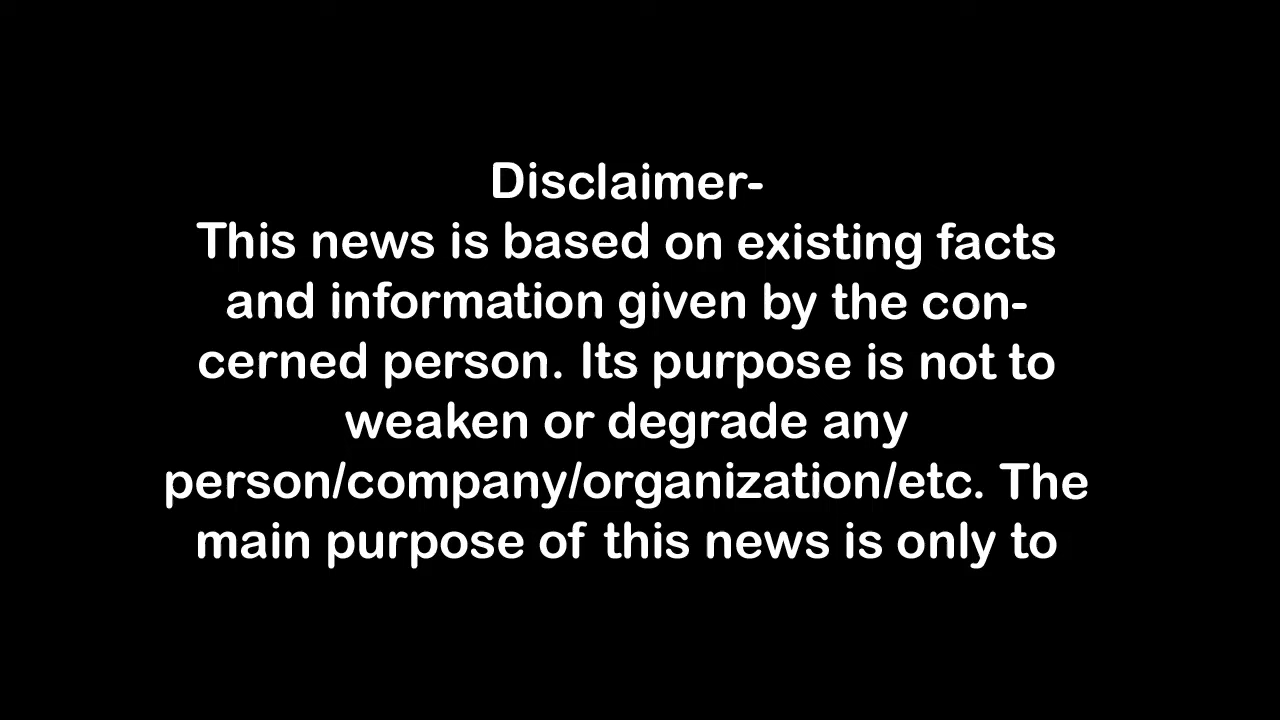 Disclaimer-
This news is based on existing facts
and information given by the con-
cerned person. Its purpose is not to
weaken or degrade any
person/company/organization/etc. The
main purpose of this news is only to